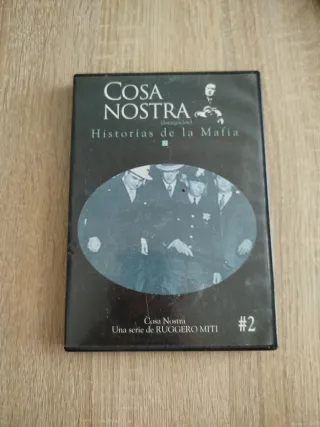 COSA
NOSTRA
Historias de la Mafia
Cosa Nostra
Una serie de RUGGERO MITI
#2